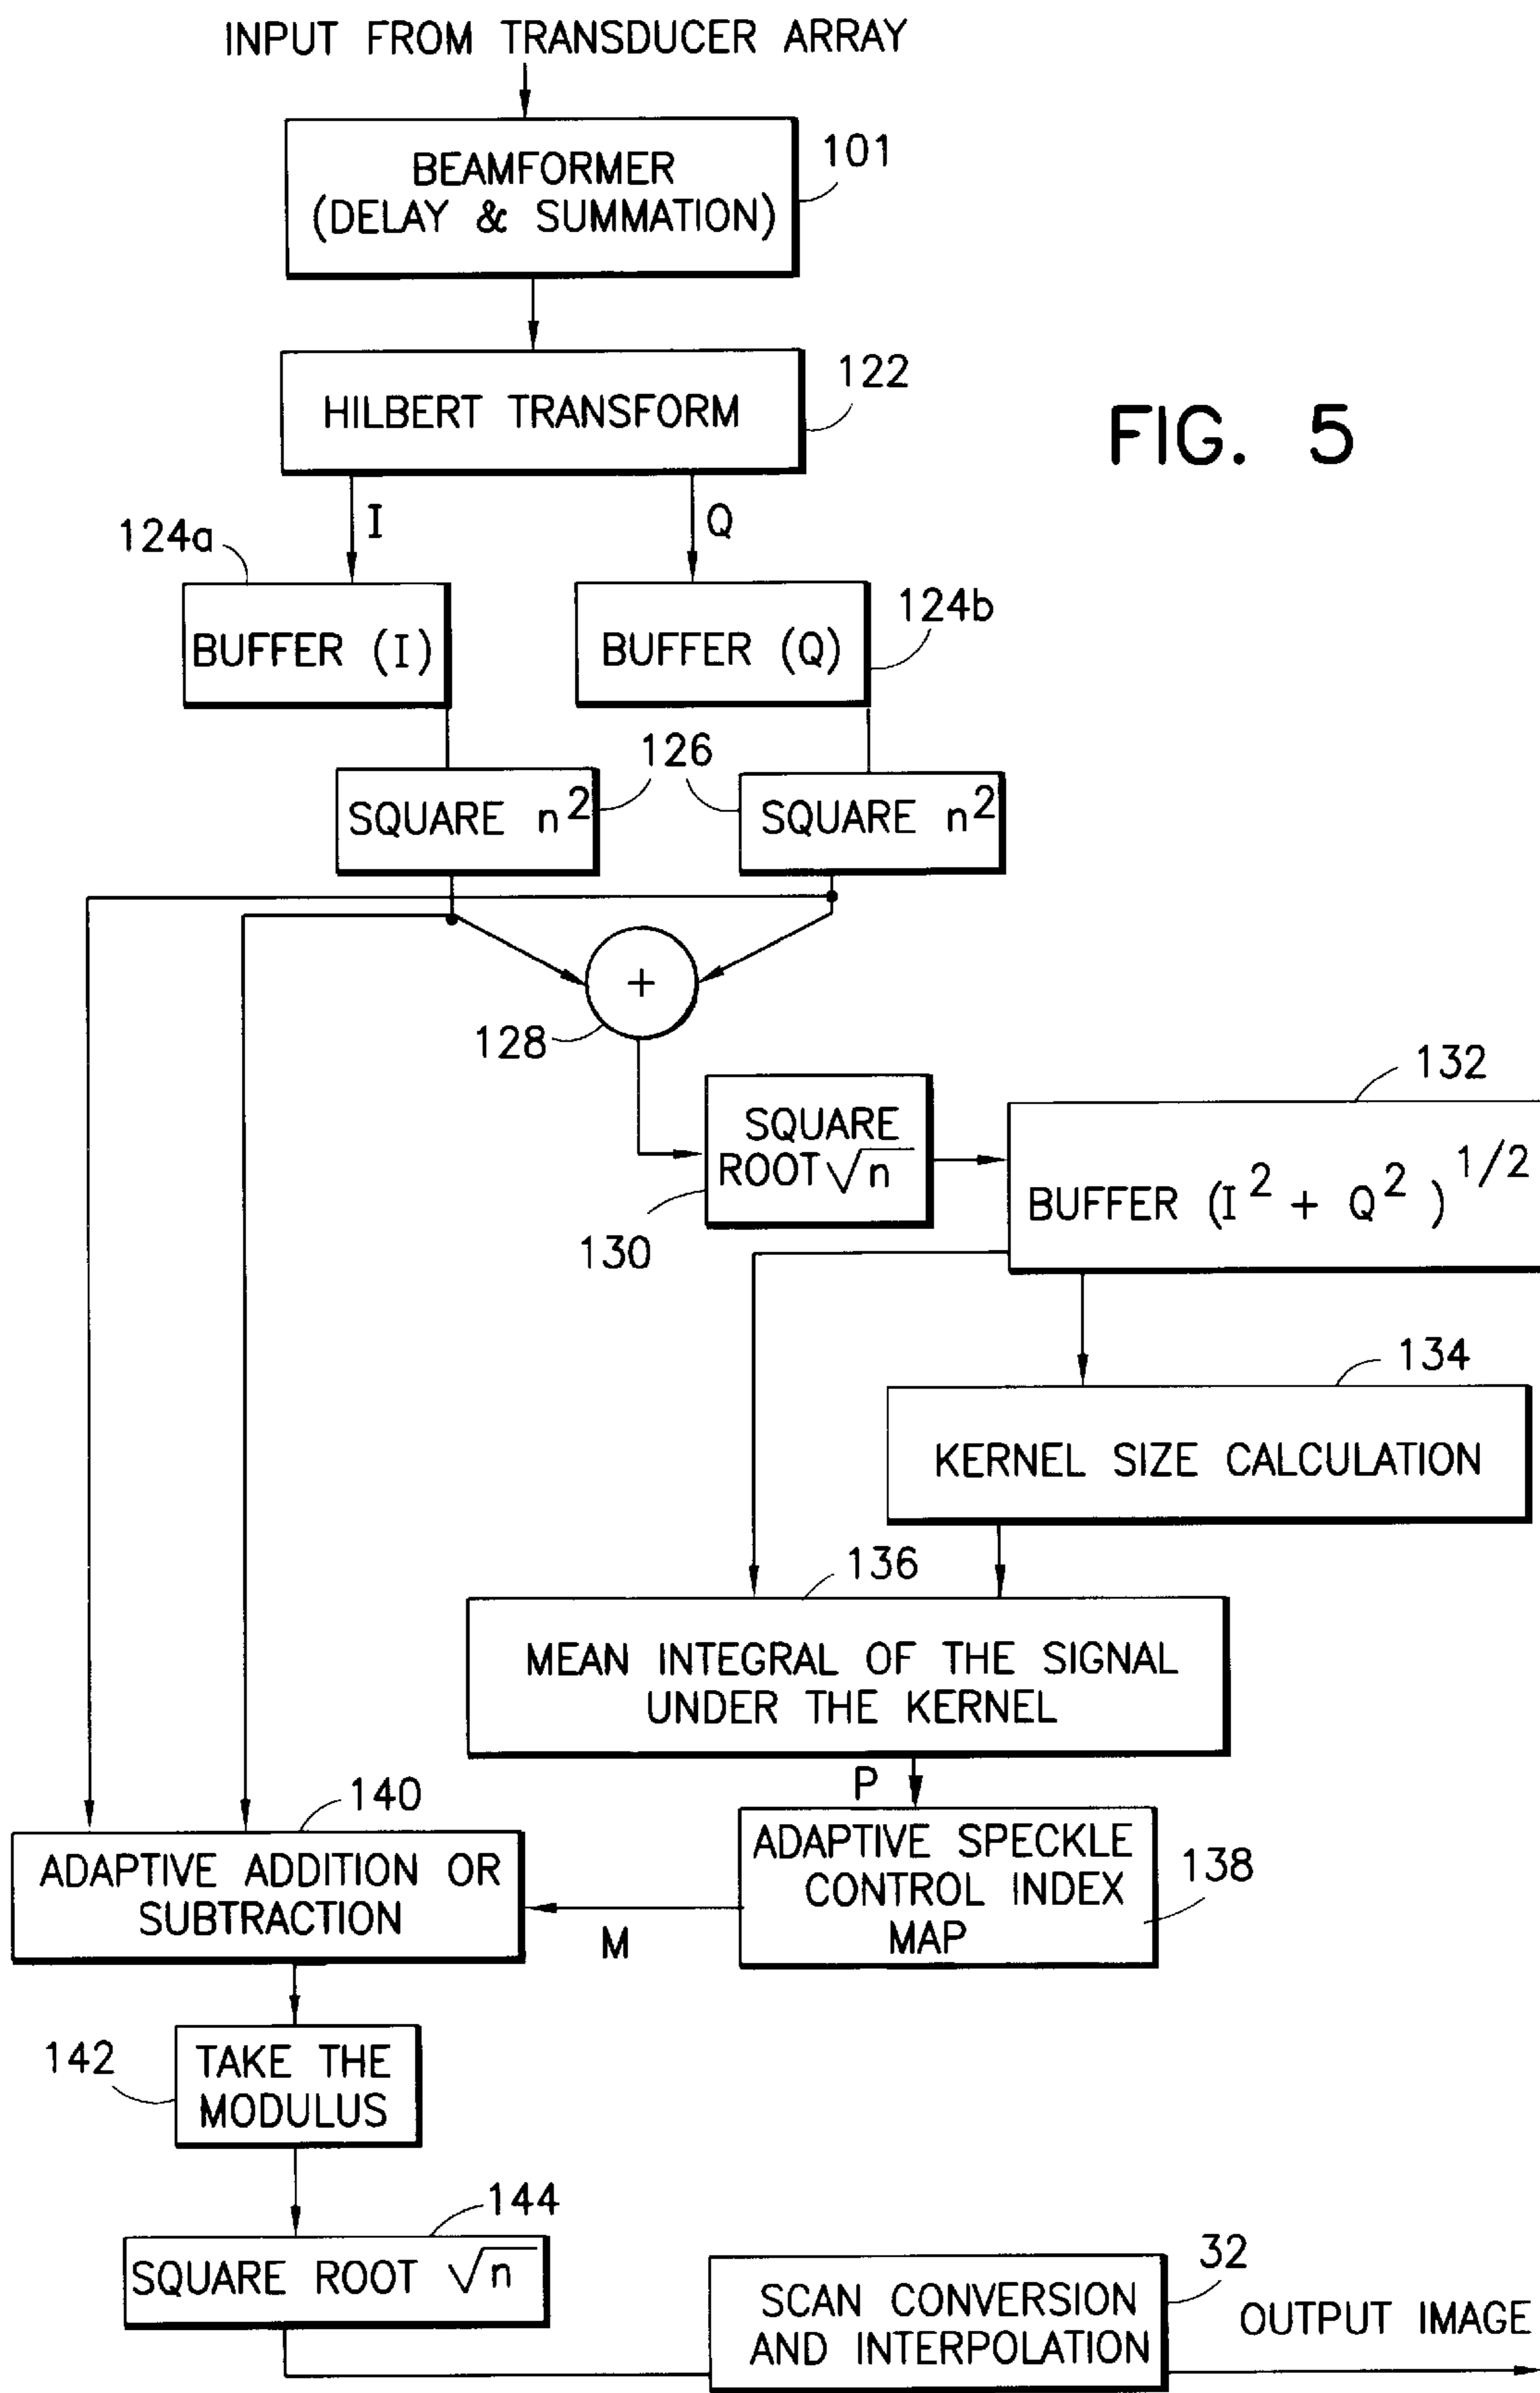 INPUT FROM TRANSDUCER ARRAY
BEAMFORMER
(DELAY & SUMMATION)
101
HILBERT TRANSFORM
122
FIG. 5
I
Q
124a
BUFFER (I)
BUFFER (Q)
124b
126
SQUARE n²
SQUARE n²
+
128
SQUARE
ROOT √n
130
132
BUFFER (I² + Q²)^1/2
134
KERNEL SIZE CALCULATION
136
MEAN INTEGRAL OF THE SIGNAL
UNDER THE KERNEL
P
140
ADAPTIVE ADDITION OR
SUBTRACTION
M
ADAPTIVE SPECKLE
CONTROL INDEX
MAP
138
142
TAKE THE
MODULUS
144
SQUARE ROOT √n
32
SCAN CONVERSION
AND INTERPOLATION
OUTPUT IMAGE